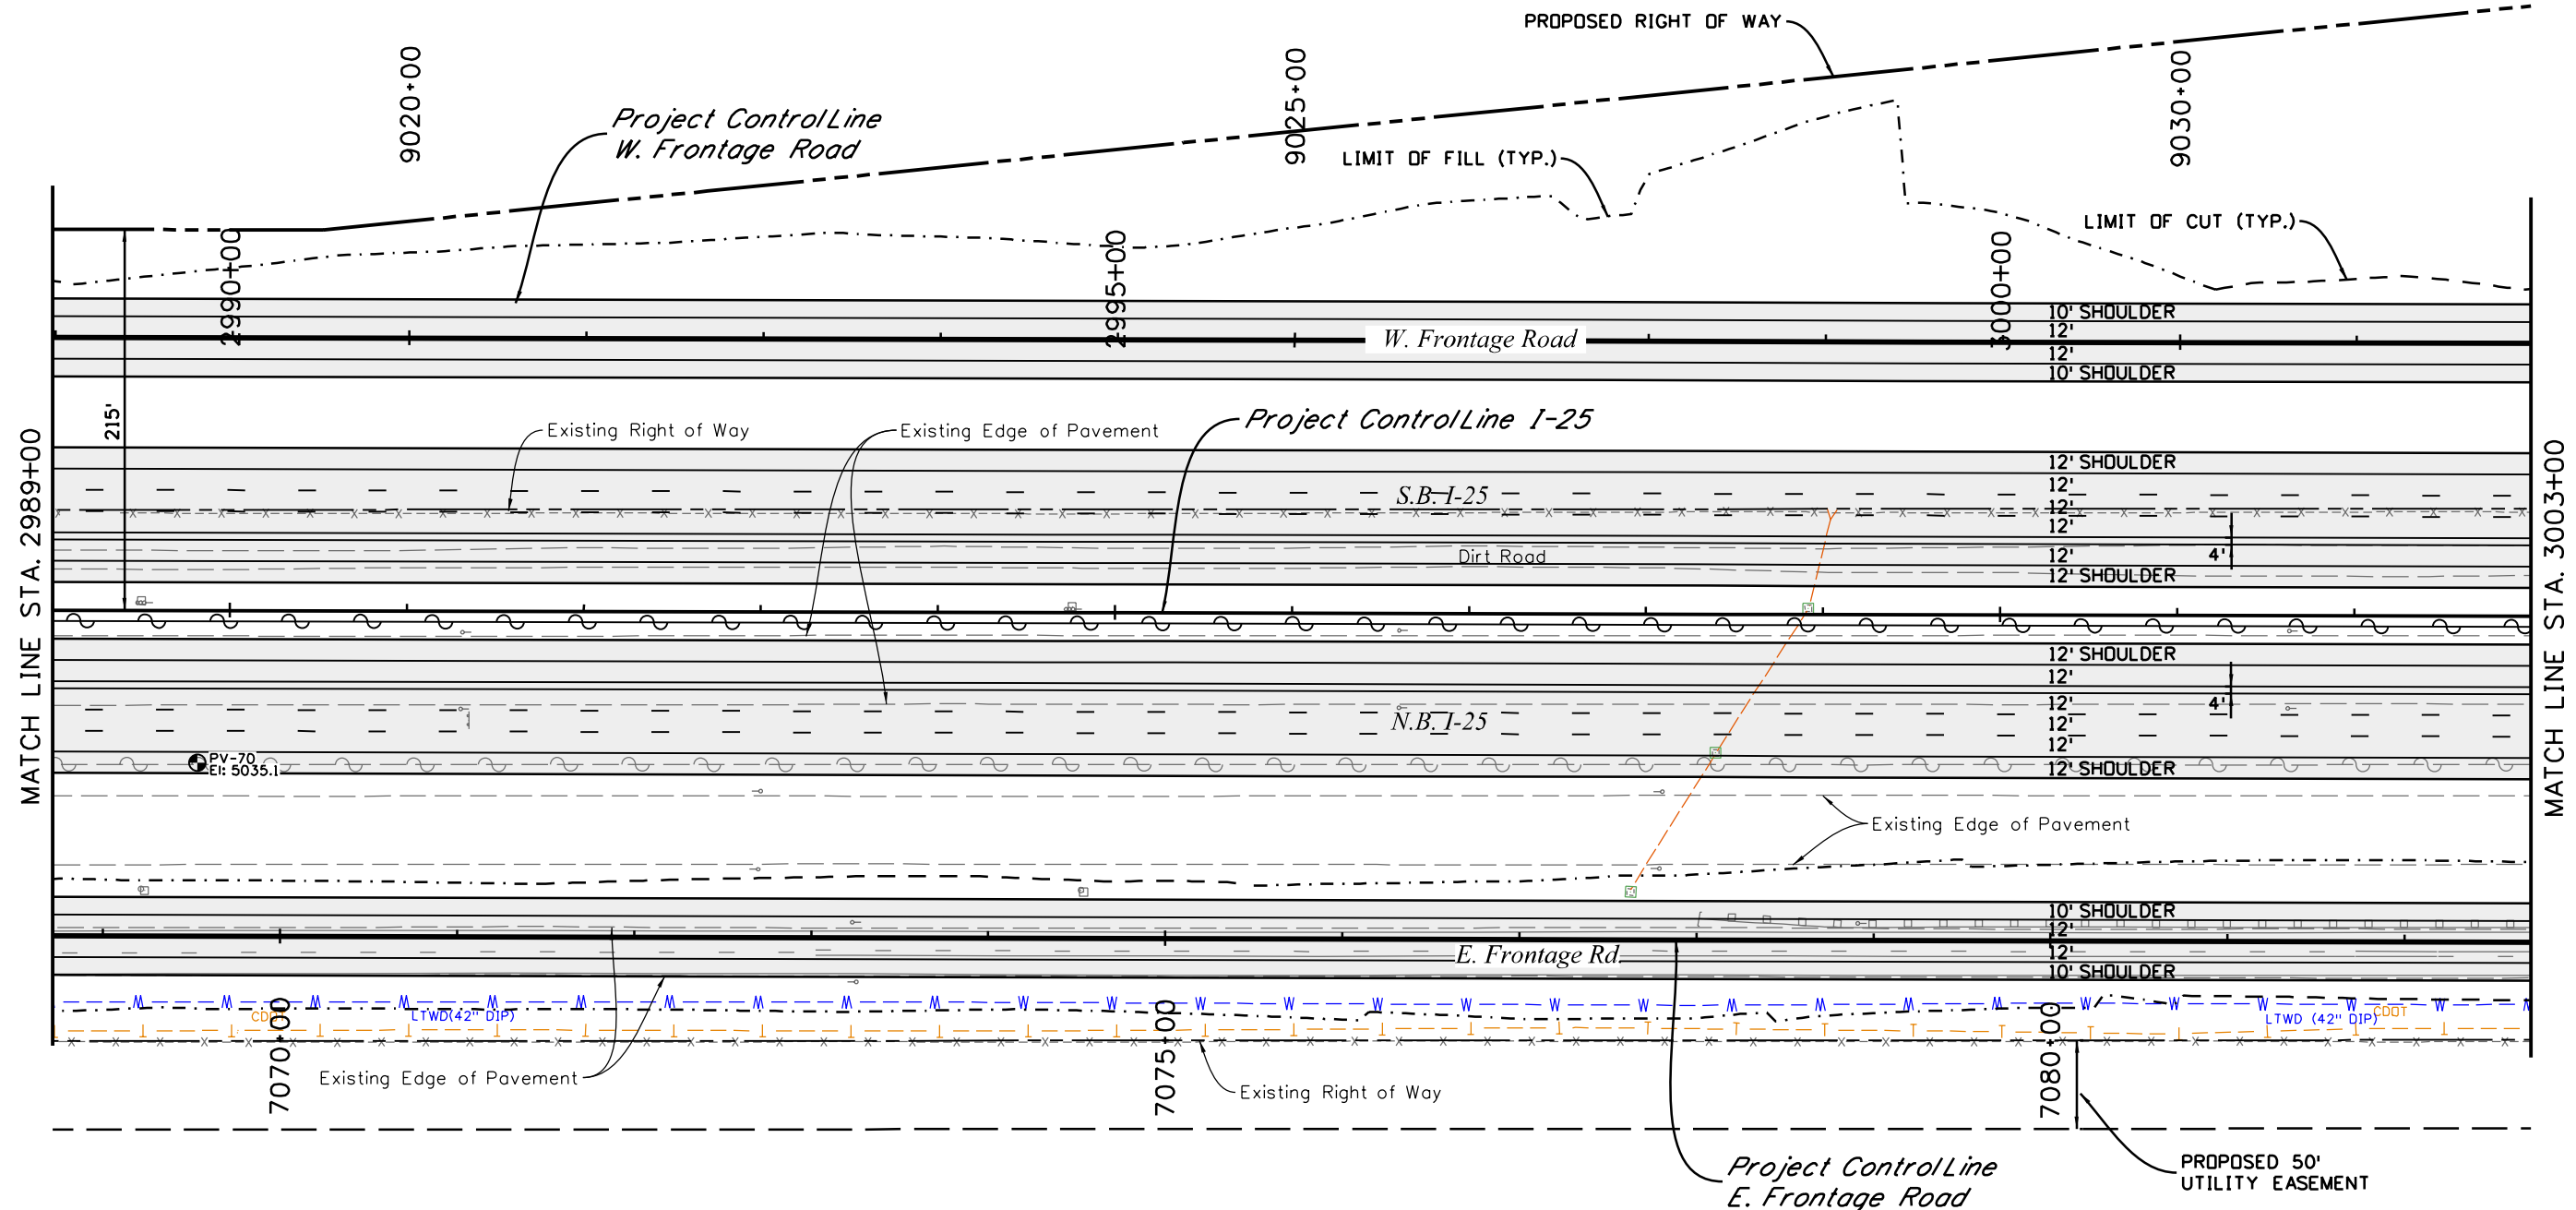 PROPOSED RIGHT OF WAY
9020+00
9025+00
9030+00
Project Control Line
W. Frontage Road
LIMIT OF FILL (TYP.)
LIMIT OF CUT (TYP.)
2990+00
2995+00
3000+00
10' SHOULDER
12'
W. Frontage Road
12'
10' SHOULDER
215'
Existing Right of Way
Existing Edge of Pavement
Project Control Line I-25
MATCH LINE STA. 2989+00
MATCH LINE STA. 3003+00
12' SHOULDER
12'
S.B. I-25
12'
12'
Dirt Road
12'
4'
12' SHOULDER
12' SHOULDER
12'
12'
4'
N.B. I-25
12'
12'
PV-70
El: 5035.1
12' SHOULDER
Existing Edge of Pavement
10' SHOULDER
12'
E. Frontage Rd.
12'
10' SHOULDER
W W W W W W W W W W W W W W W W W W W W W W W W W W W W
CDOT
LTWD(42" DIP)
LTWD (42" DIP)
CDOT
7070+00
7075+00
7080+00
Existing Edge of Pavement
Existing Right of Way
Project Control Line
E. Frontage Road
PROPOSED 50'
UTILITY EASEMENT